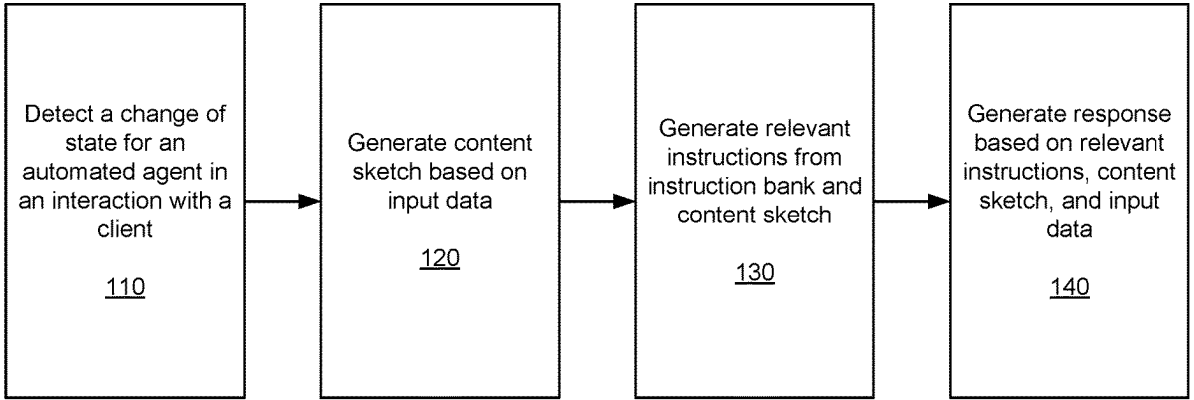 Detect a change of
state for an
automated agent in
an interaction with a
client
110
Generate content
sketch based on
input data
120
Generate relevant
instructions from
instruction bank and
content sketch
130
Generate response
based on relevant
instructions, content
sketch, and input
data
140